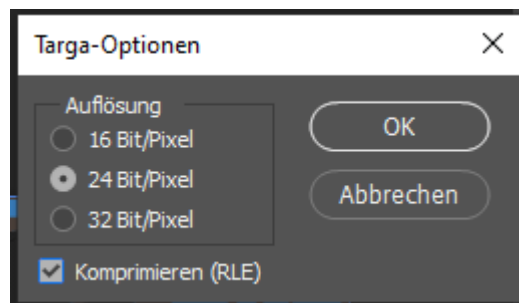 Targa-Optionen
Auflösung
16 Bit/Pixel
24 Bit/Pixel
32 Bit/Pixel
Komprimieren (RLE)
OK
Abbrechen